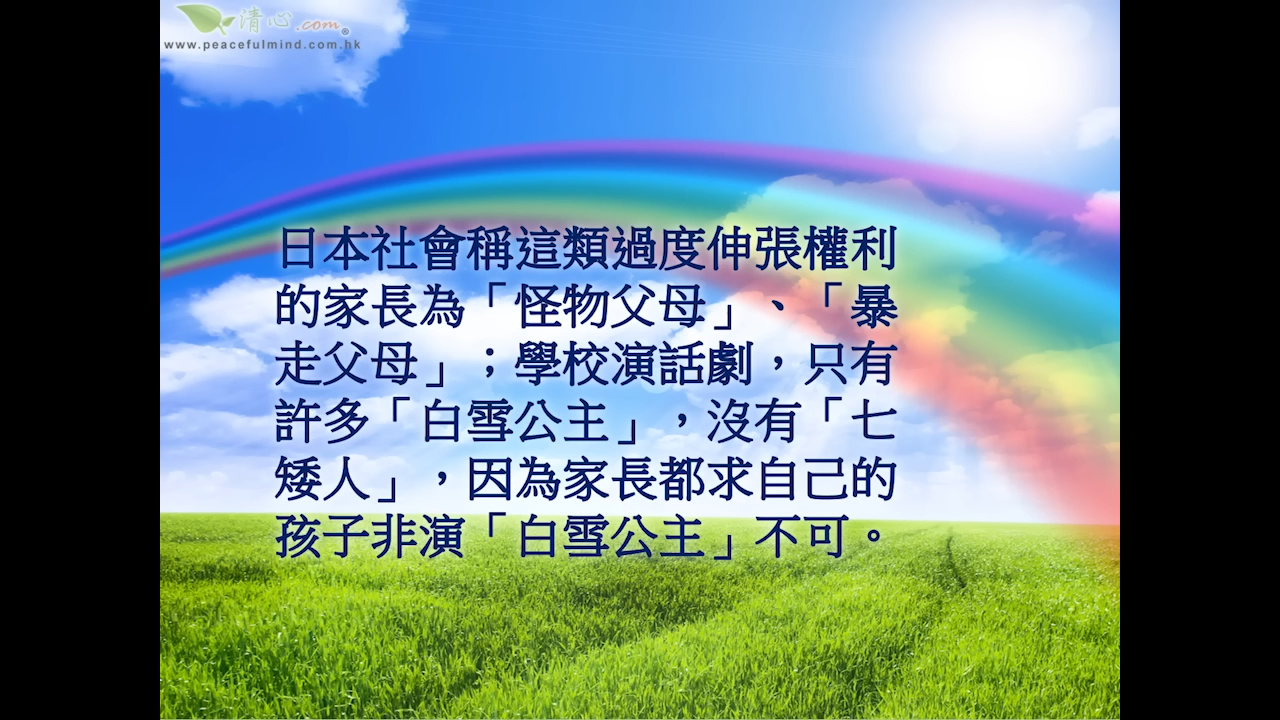 清心.com®
www.peacefulmind.com.hk
日本社會稱這類過度伸張權利
的家長為「怪物父母」、「暴
走父母」；學校演話劇，只有
許多「白雪公主」，沒有「七
矮人」，因為家長都求自己的
孩子非演「白雪公主」不可。